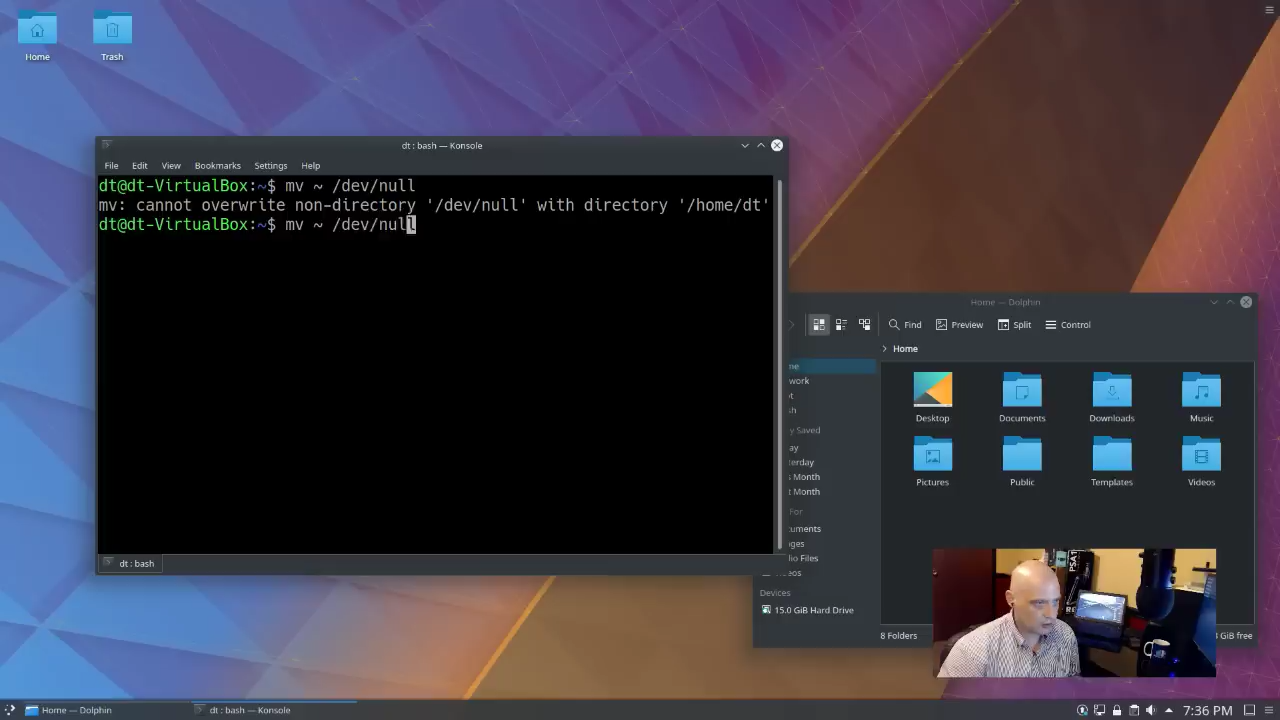 Home
Trash
dt : bash — Konsole
File Edit View Bookmarks Settings Help
dt@dt-VirtualBox:~$ mv ~ /dev/null
mv: cannot overwrite non-directory '/dev/null' with directory '/home/dt'
dt@dt-VirtualBox:~$ mv ~ /dev/null
dt : bash
Home — Dolphin
Find Preview Split Control
Home
Desktop Documents Downloads Music
Pictures Public Templates Videos
Devices
15.0 GiB Hard Drive
8 Folders
GiB free
Home — Dolphin
dt : bash — Konsole
7:36 PM